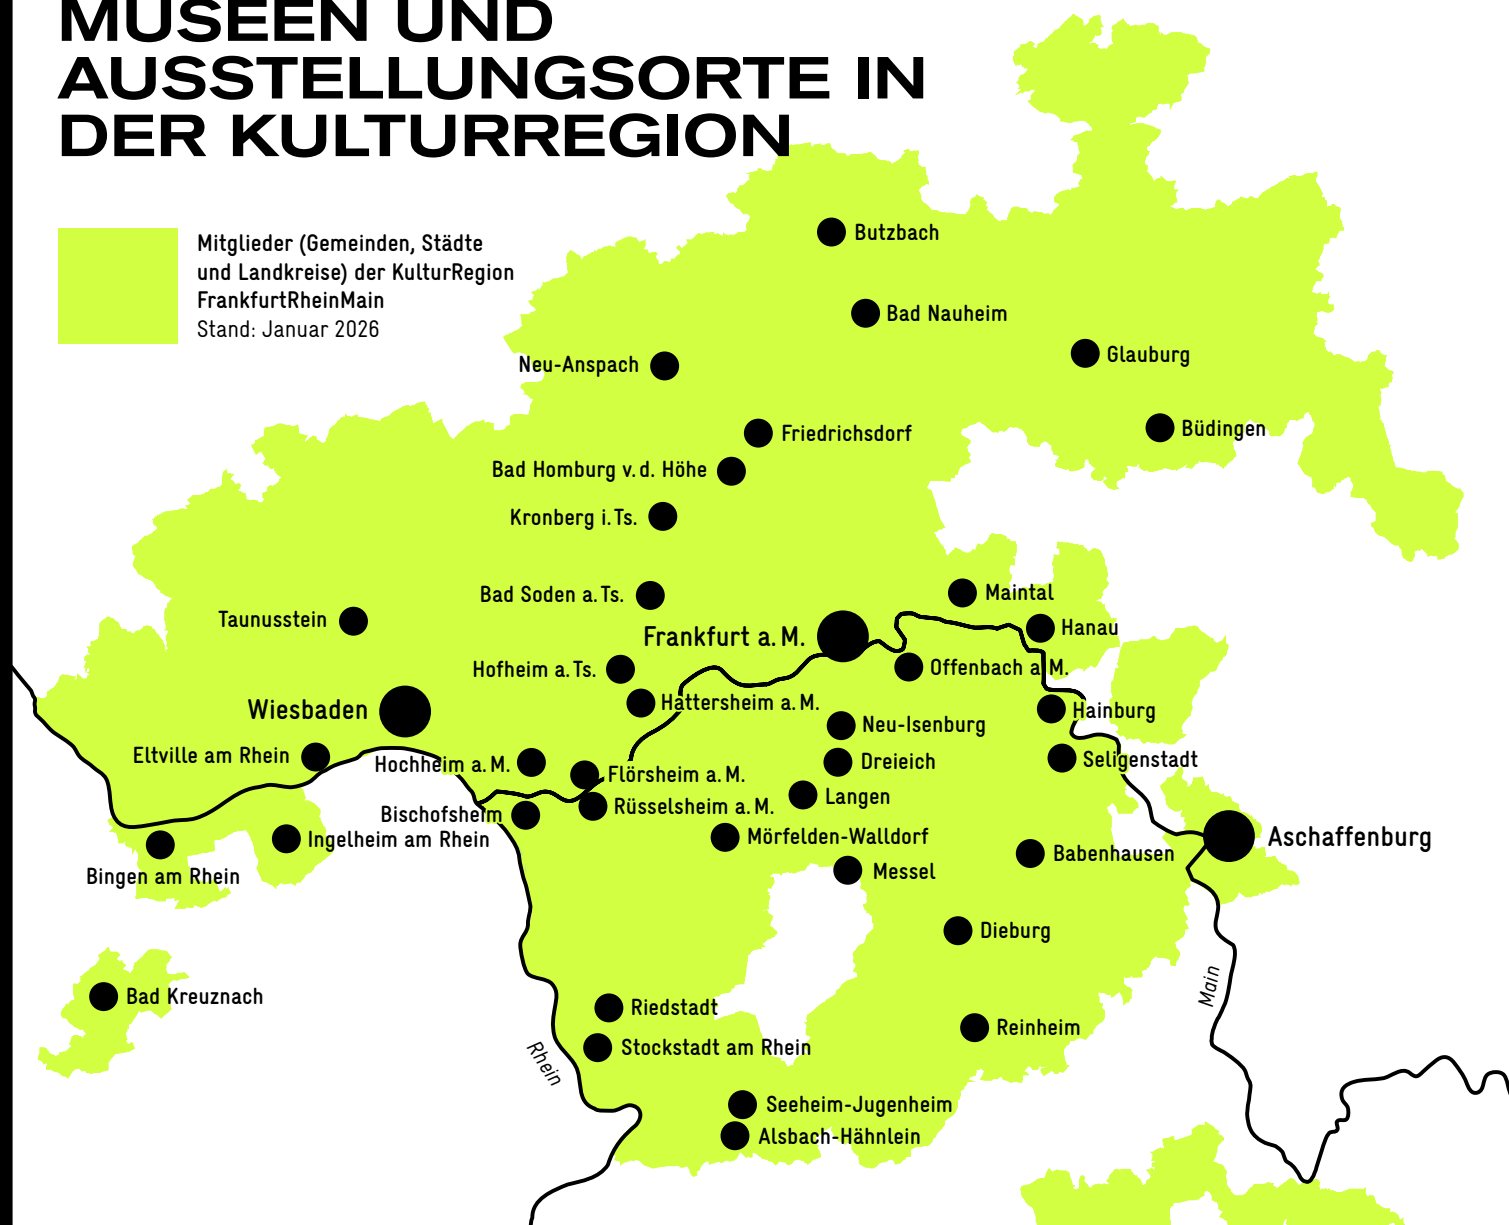 MUSEEN UND
AUSSTELLUNGSORTE IN
DER KULTURREGION
Mitglieder (Gemeinden, Städte
und Landkreise) der KulturRegion
FrankfurtRheinMain
Stand: Januar 2026
Butzbach
Bad Nauheim
Glauburg
Neu-Anspach
Büdingen
Friedrichsdorf
Bad Homburg v.d. Höhe
Kronberg i.Ts.
Bad Soden a.Ts.
Maintal
Taunusstein
Hanau
Frankfurt a.M.
Offenbach a.M.
Hofheim a.Ts.
Hattersheim a.M.
Wiesbaden
Hainburg
Neu-Isenburg
Eltville am Rhein
Hochheim a.M.
Dreieich
Seligenstadt
Flörsheim a.M.
Langen
Rüsselsheim a.M.
Bischofsheim
Mörfelden-Walldorf
Aschaffenburg
Ingelheim am Rhein
Babenhausen
Messel
Bingen am Rhein
Dieburg
Main
Bad Kreuznach
Riedstadt
Reinheim
Stockstadt am Rhein
Rhein
Seeheim-Jugenheim
Alsbach-Hähnlein